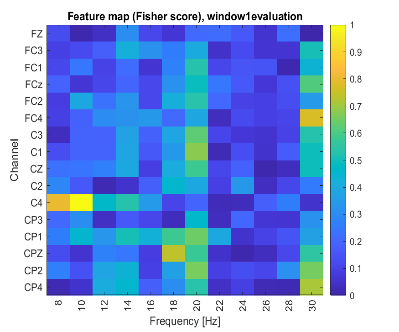 Feature map (Fisher score), window1evaluation
FZ
FC3
FC1
FCz
FC2
FC4
C3
C1
CZ
C2
C4
CP3
CP1
CPZ
CP2
CP4
Channel
8 10 12 14 16 18 20 22 24 26 28 30
Frequency [Hz]
1
0.9
0.8
0.7
0.6
0.5
0.4
0.3
0.2
0.1
0